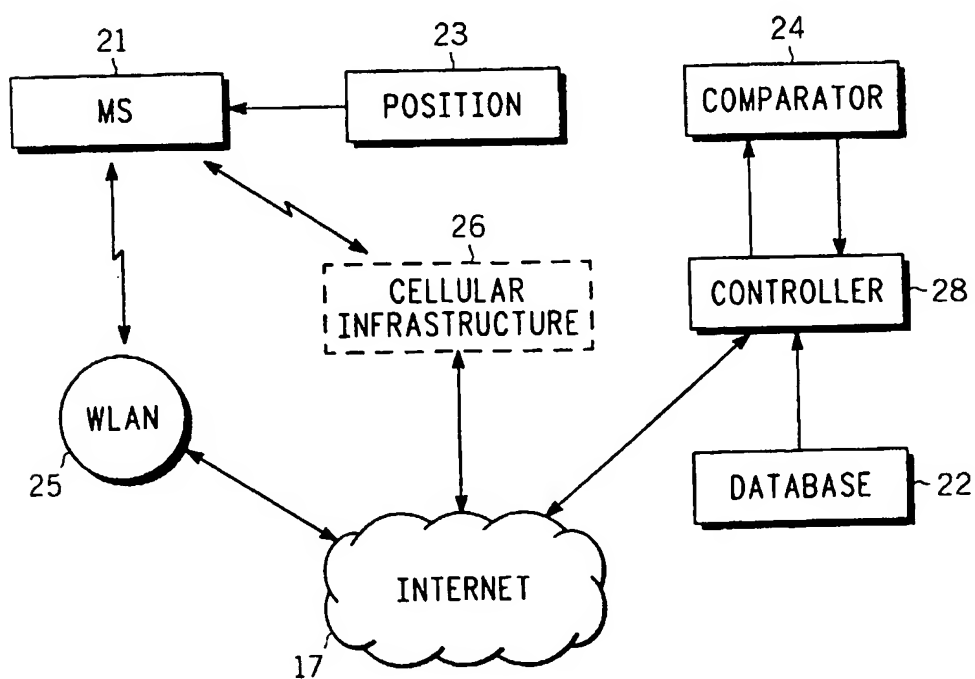 21
MS
23
POSITION
24
COMPARATOR
26
CELLULAR
INFRASTRUCTURE
CONTROLLER
28
WLAN
25
DATABASE
22
INTERNET
17